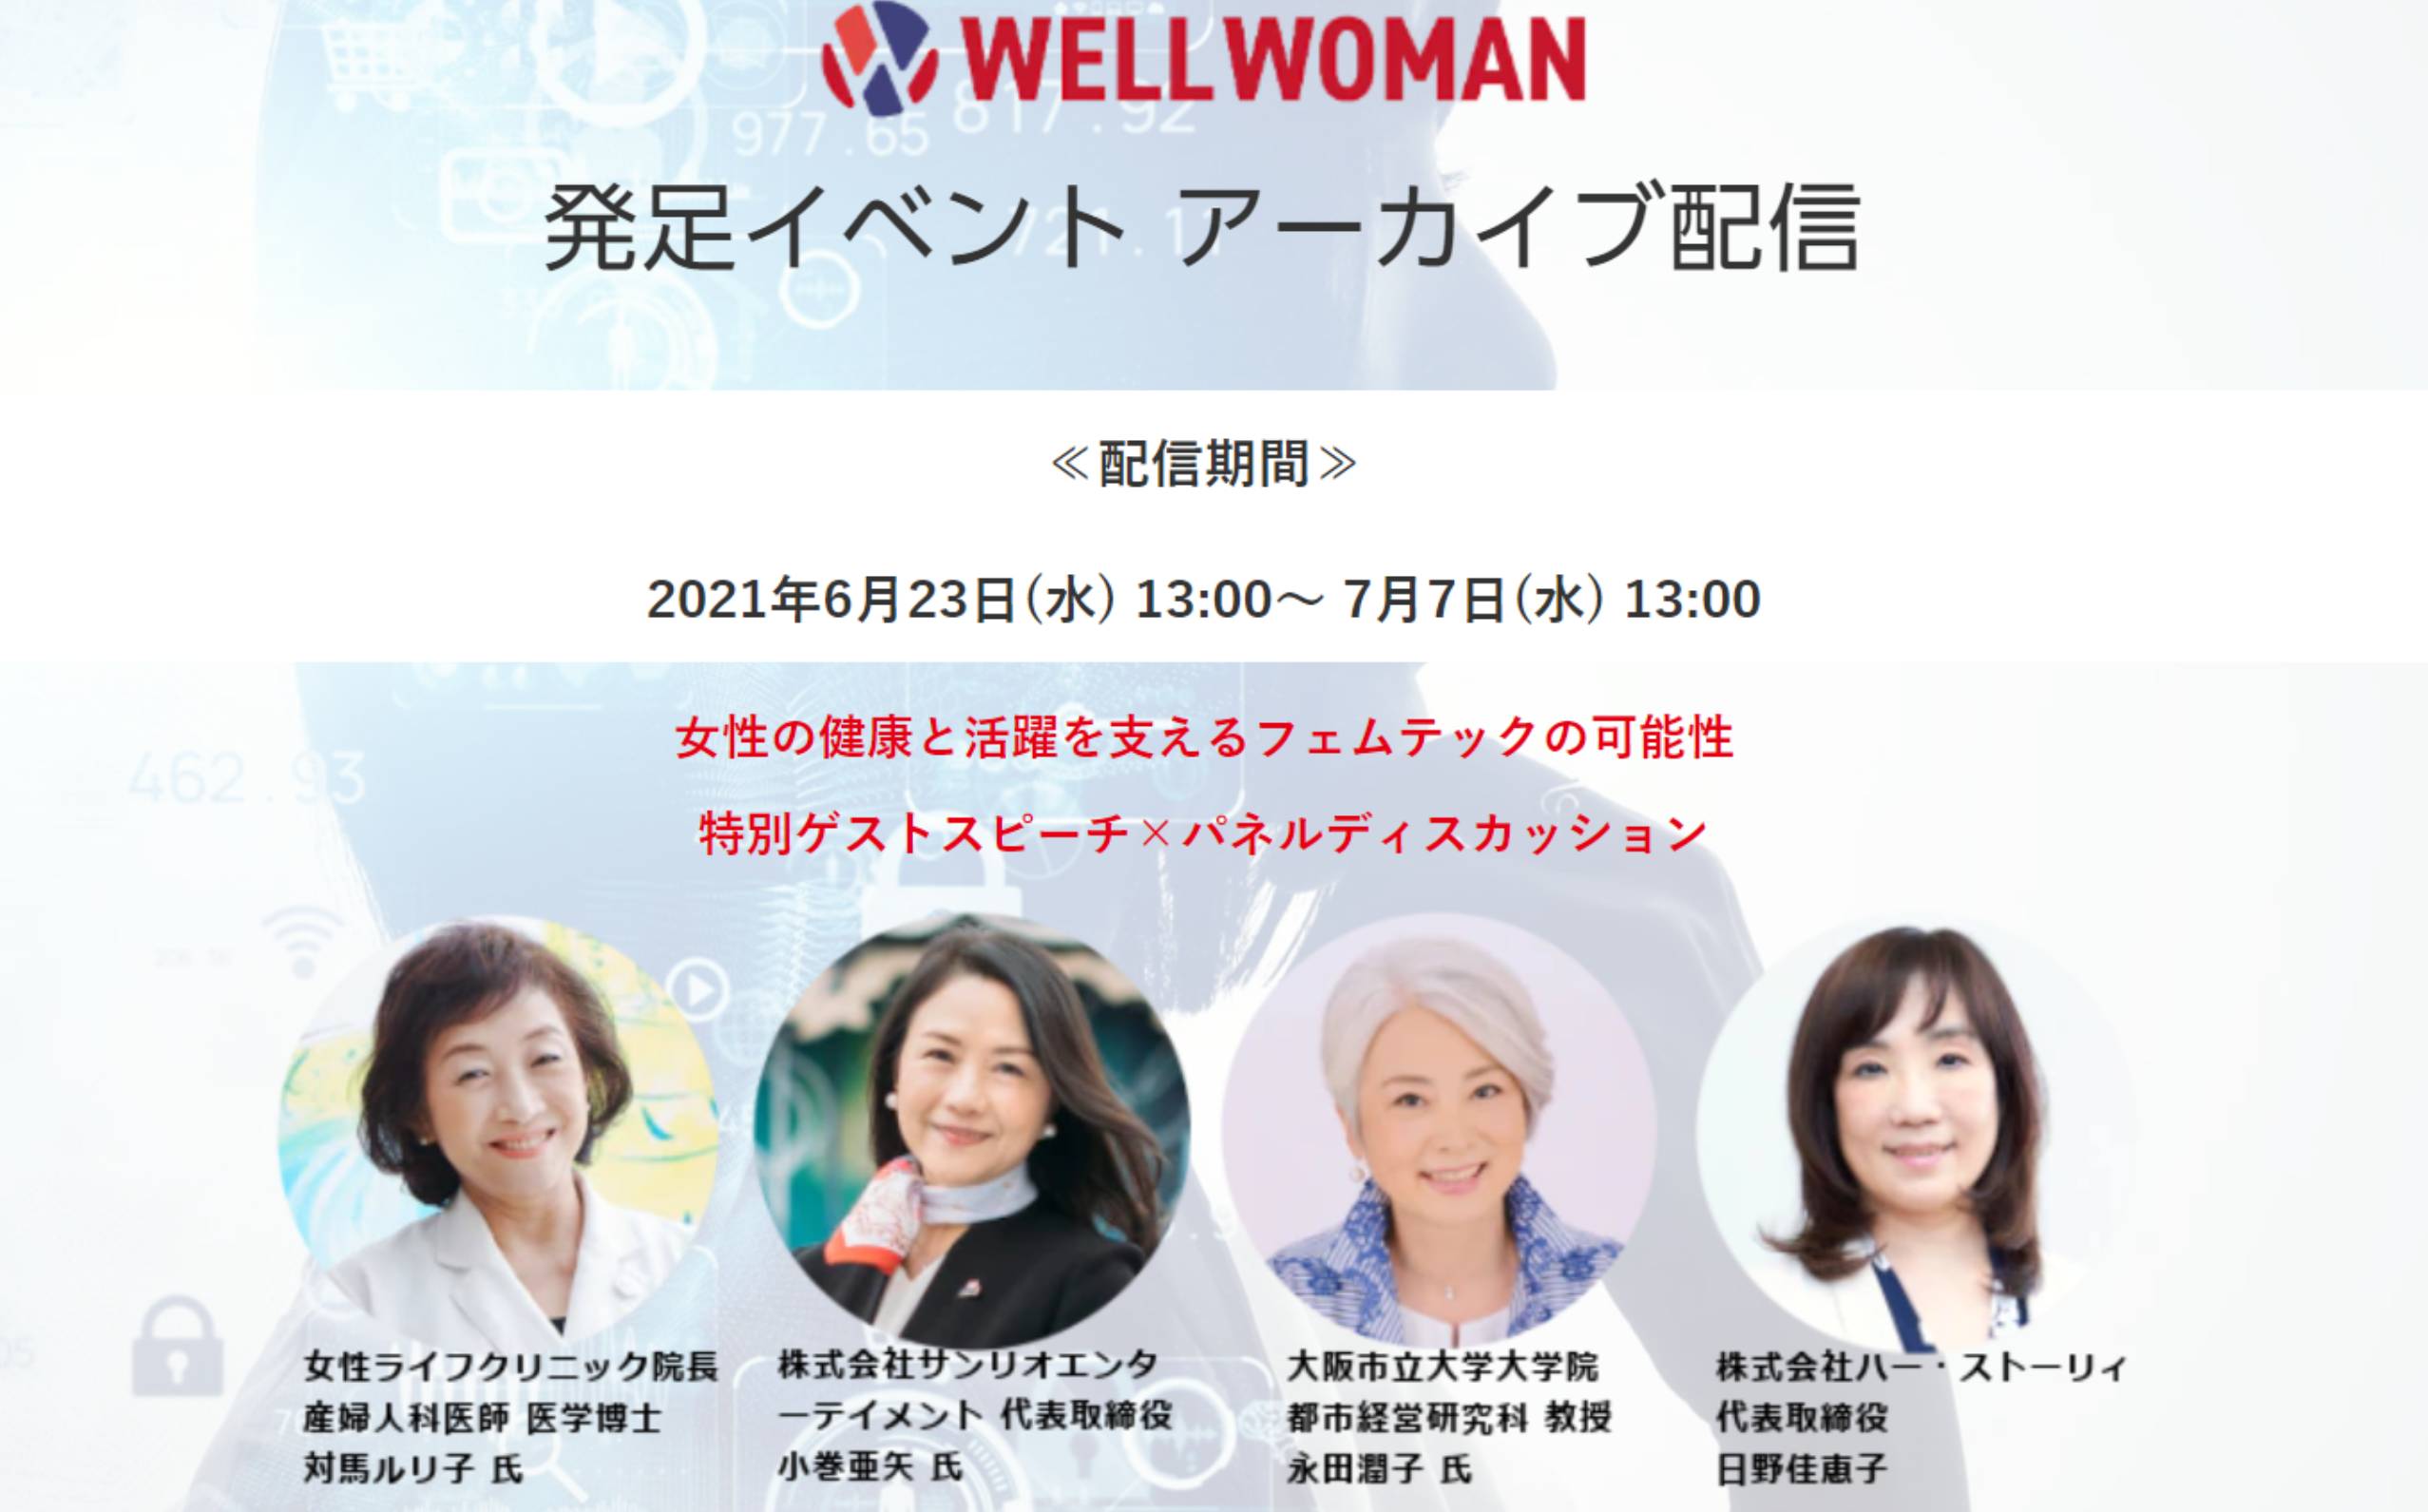 WELLWOMAN
977.65 817.92
発足イベント アーカイブ配信
721.1
≪配信期間≫
2021年6月23日(水) 13:00～ 7月7日(水) 13:00
女性の健康と活躍を支えるフェムテックの可能性
462.93
特別ゲストスピーチ×パネルディスカッション
女性ライフクリニック院長
産婦人科医師 医学博士
対馬ルリ子 氏
株式会社サンリオエンタ
ーテイメント 代表取締役
小巻亜矢 氏
大阪市立大学大学院
都市経営研究科 教授
永田潤子 氏
株式会社ハー・ストーリィ
代表取締役
日野佳恵子